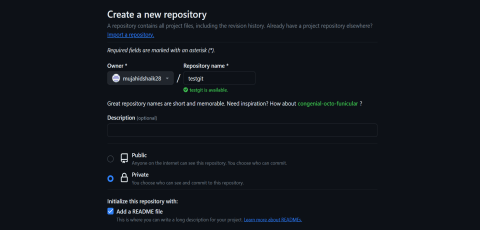 Create a new repository
A repository contains all project files, including the revision history. Already have a project repository elsewhere?
Import a repository.
Required fields are marked with an asterisk (*).
Owner * Repository name *
mujahidshaik28 / testgit
testgit is available.
Great repository names are short and memorable. Need inspiration? How about congenial-octo-funicular ?
Description (optional)
Public
Anyone on the internet can see this repository. You choose who can commit.
Private
You choose who can see and commit to this repository.
Initialize this repository with:
Add a README file
This is where you can write a long description for your project. Learn more about READMEs.